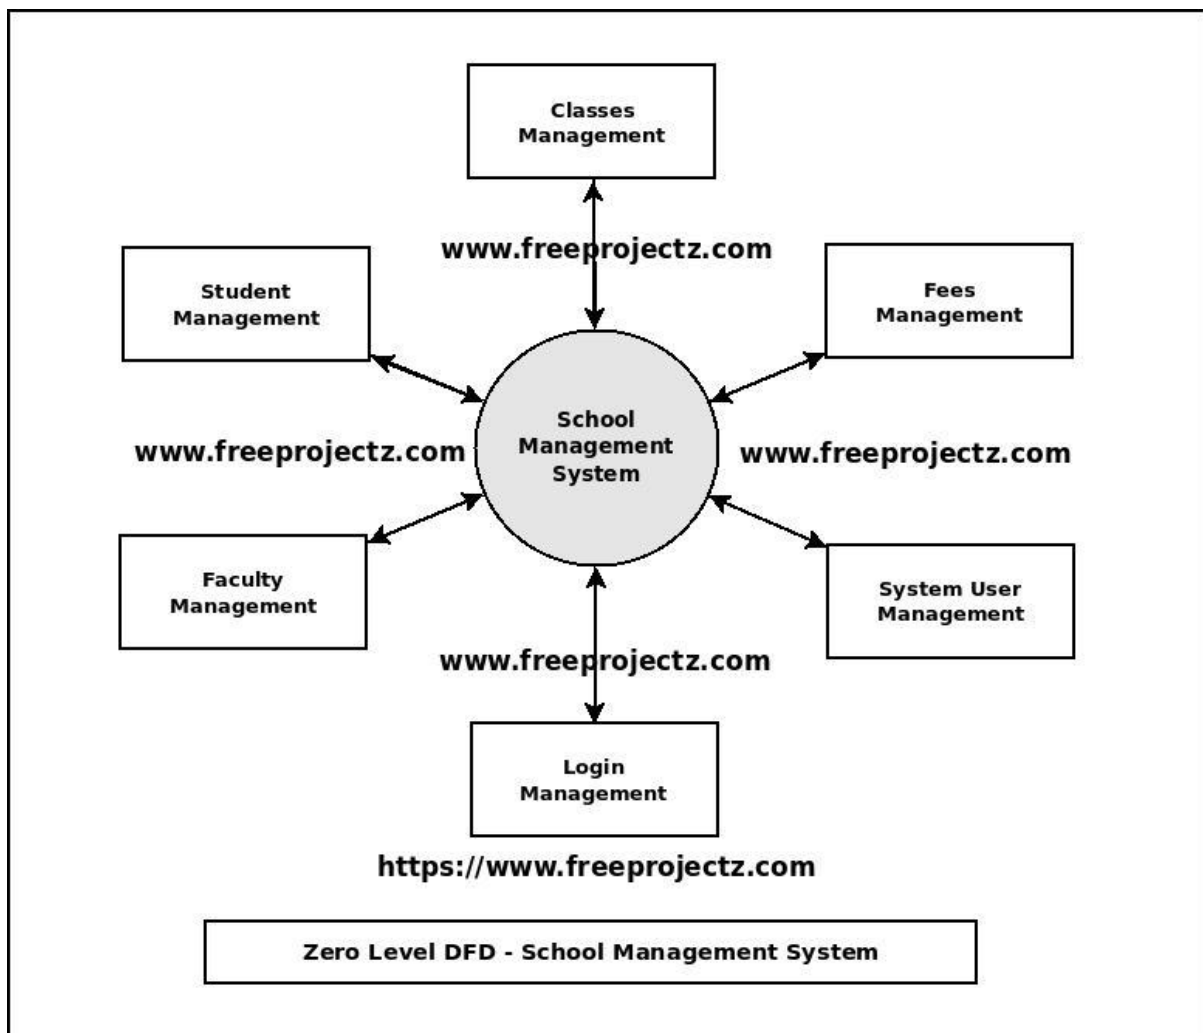 Classes
Management
www.freeprojectz.com
Student
Management
Fees
Management
School
Management
System
www.freeprojectz.com
www.freeprojectz.com
Faculty
Management
System User
Management
www.freeprojectz.com
Login
Management
https://www.freeprojectz.com
Zero Level DFD - School Management System